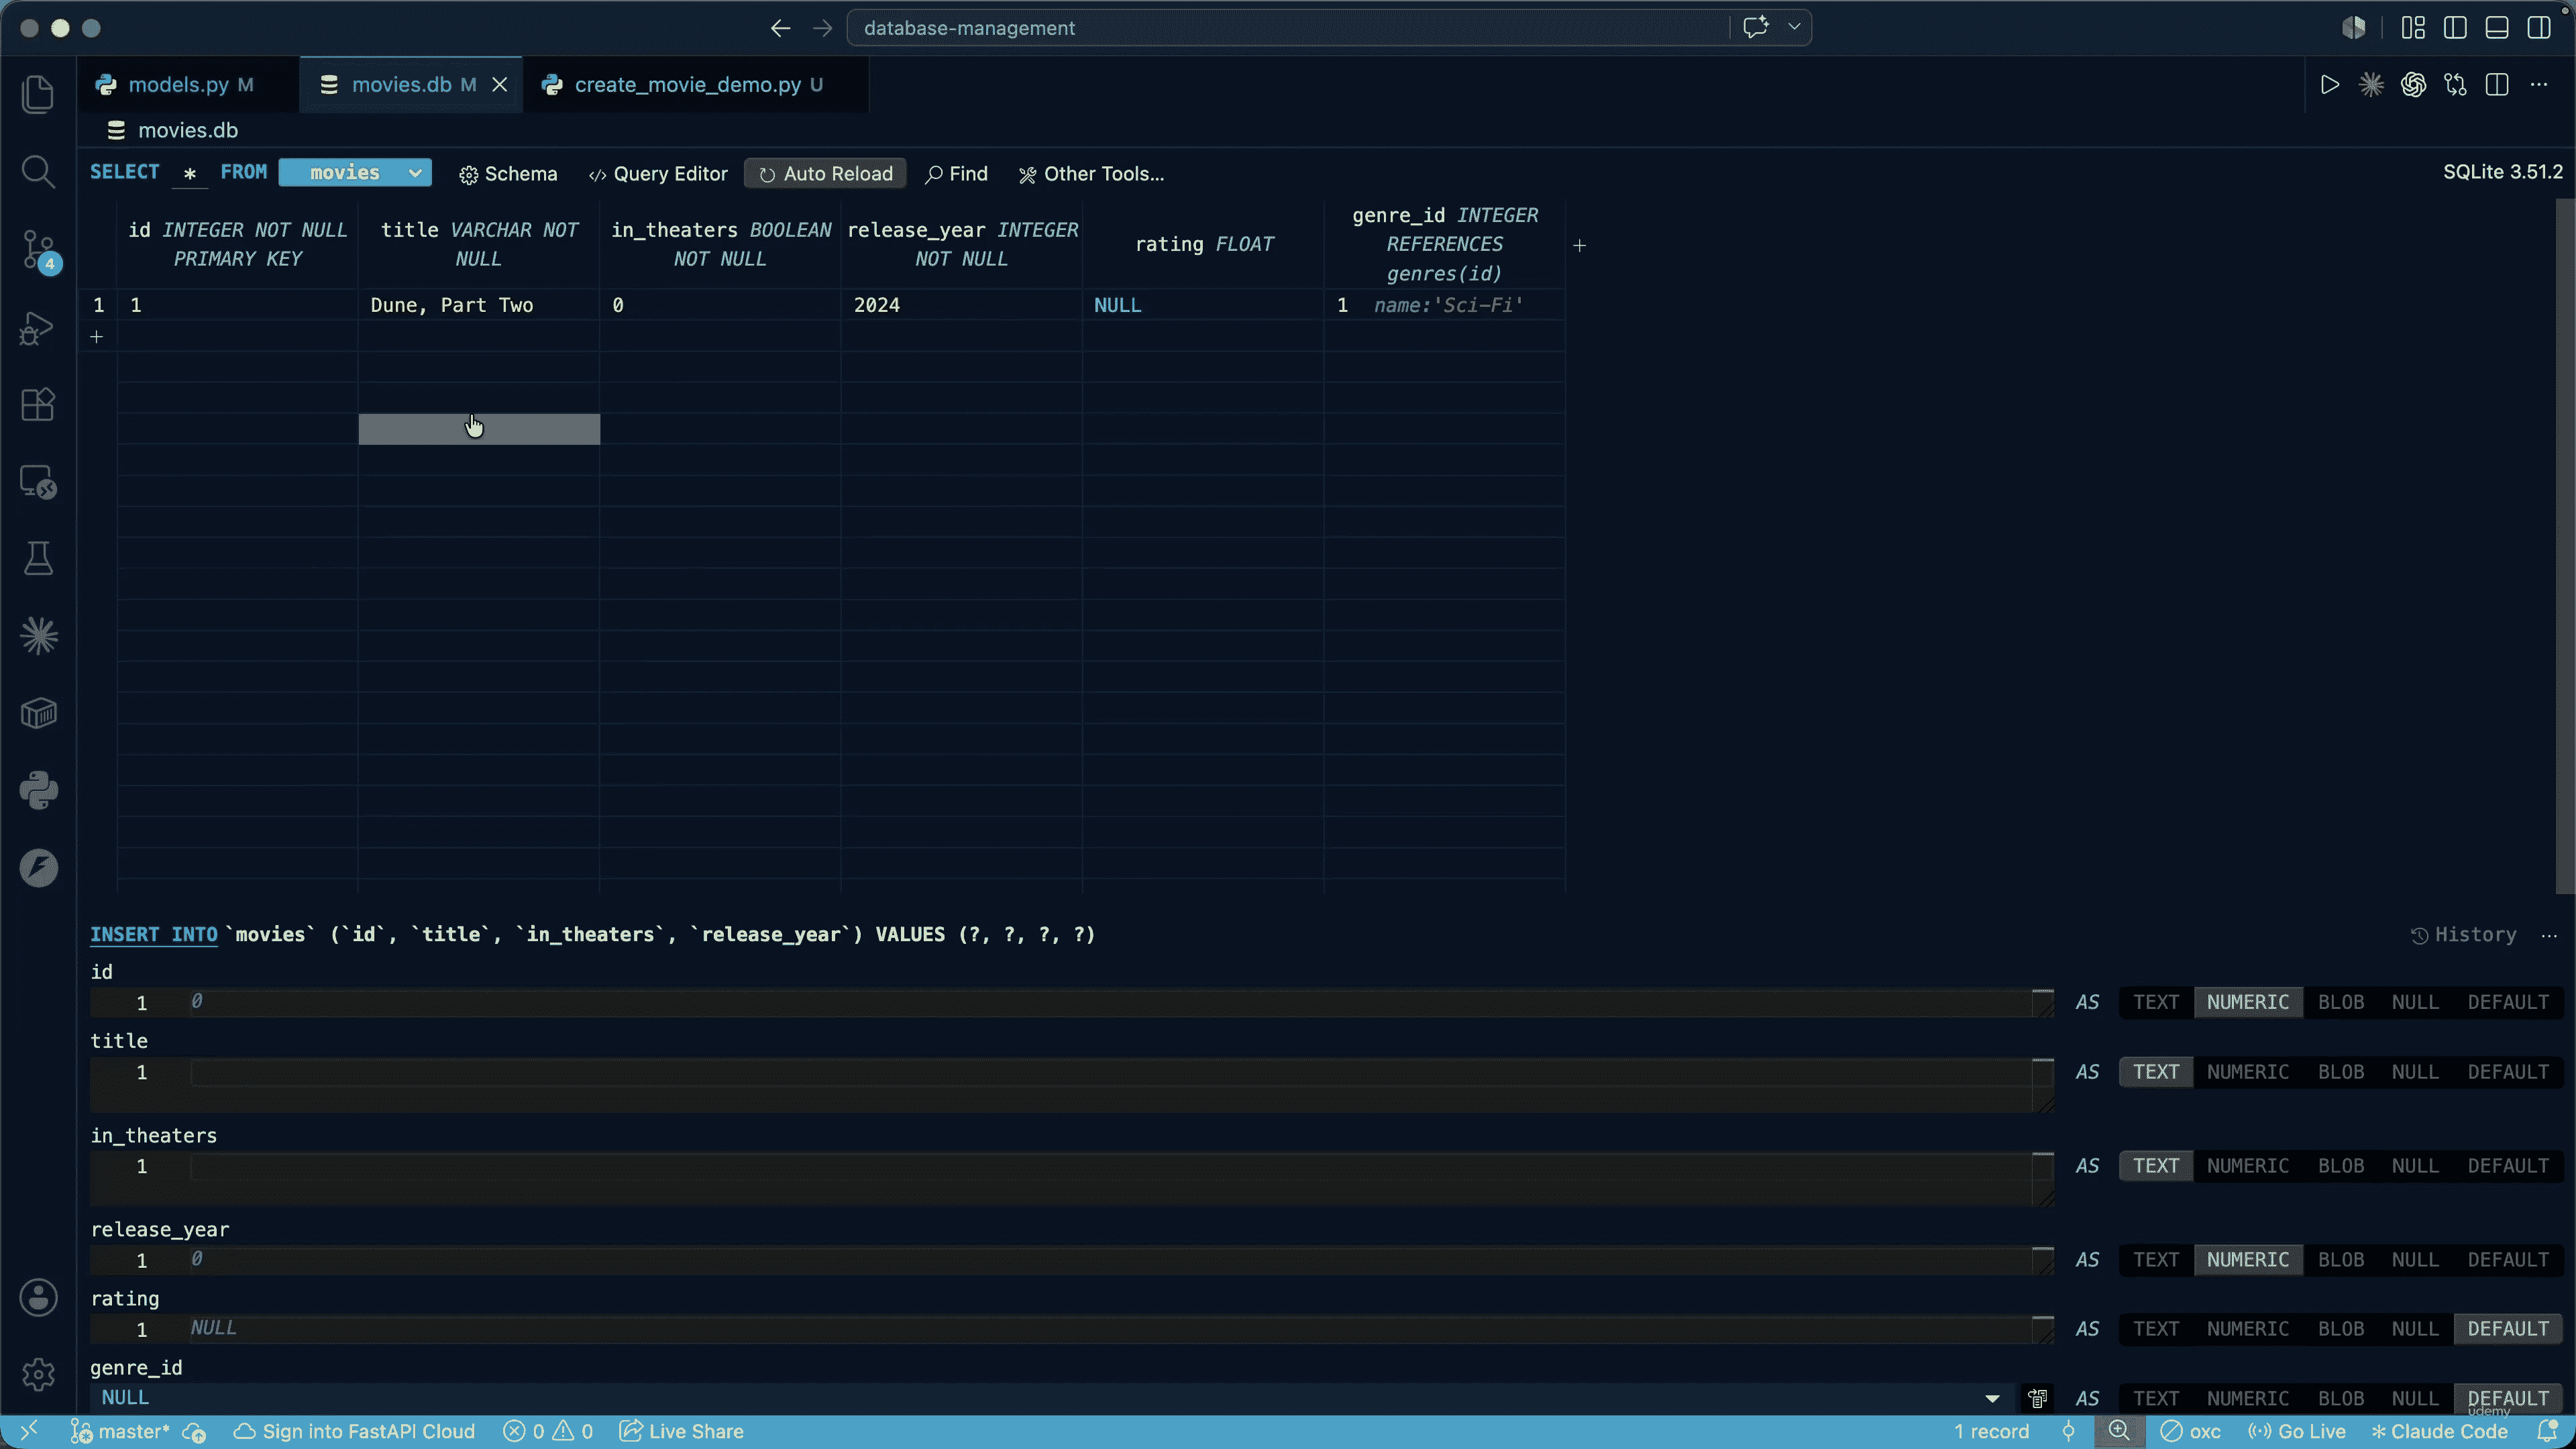 database-management
models.py M
movies.db M
create_movie_demo.py U
movies.db
SELECT * FROM movies Schema Query Editor Auto Reload Find Other Tools... SQLite 3.51.2
id INTEGER NOT NULL PRIMARY KEY
title VARCHAR NOT NULL
in_theaters BOOLEAN NOT NULL
release_year INTEGER NOT NULL
rating FLOAT
genre_id INTEGER REFERENCES genres(id)
+
1 1 Dune, Part Two 0 2024 NULL 1 name:'Sci-Fi'
+
4
INSERT INTO `movies` (`id`, `title`, `in_theaters`, `release_year`) VALUES (?, ?, ?, ?) History ...
id
1 0 AS TEXT NUMERIC BLOB NULL DEFAULT
title
1 AS TEXT NUMERIC BLOB NULL DEFAULT
in_theaters
1 AS TEXT NUMERIC BLOB NULL DEFAULT
release_year
1 0 AS TEXT NUMERIC BLOB NULL DEFAULT
rating
1 NULL AS TEXT NUMERIC BLOB NULL DEFAULT
genre_id
NULL AS TEXT NUMERIC BLOB NULL DEFAULT
udemy
master* Sign into FastAPI Cloud 0 0 Live Share 1 record oxc Go Live Claude Code